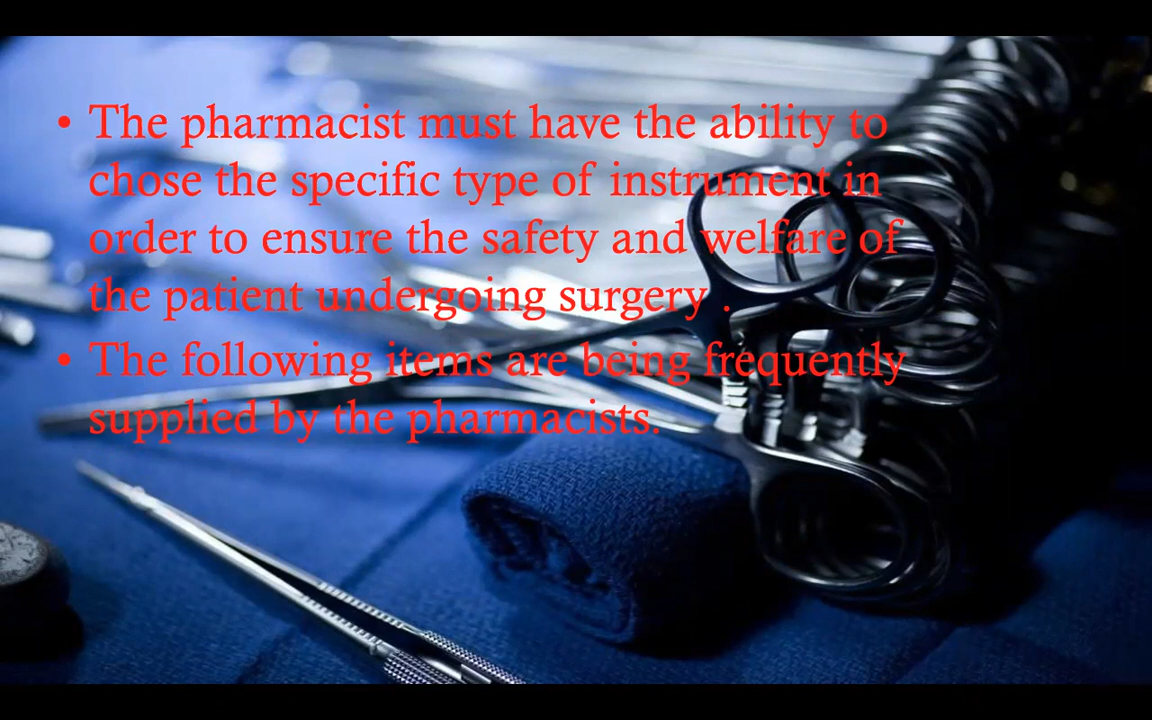 • The pharmacist must have the ability to
chose the specific type of instrument in
order to ensure the safety and welfare of
the patient undergoing surgery .
• The following items are being frequently
supplied by the pharmacists.